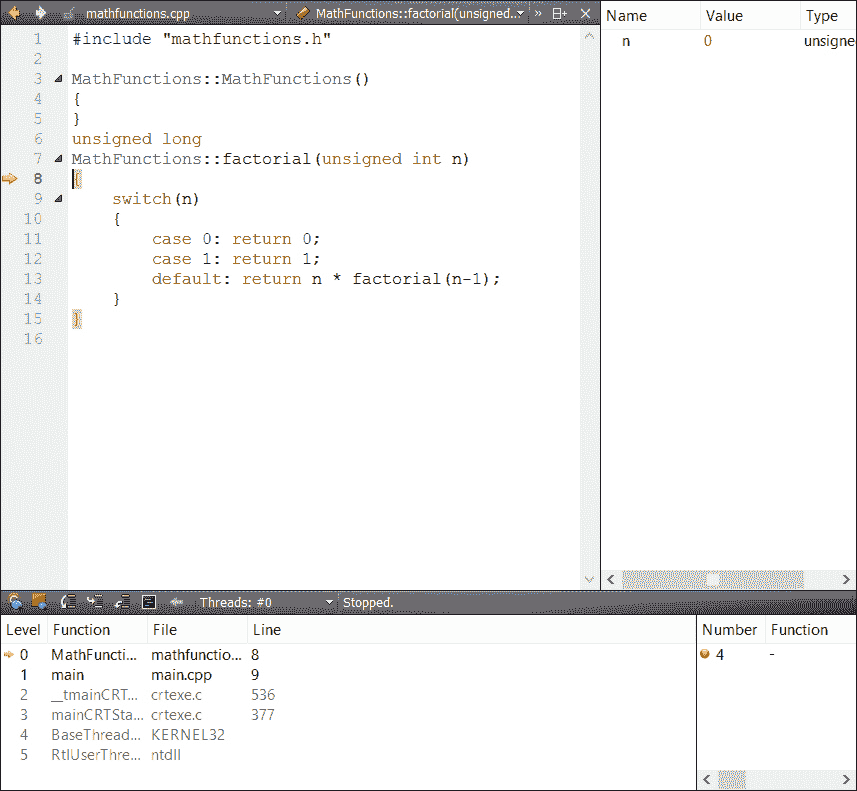 mathfunctions.cpp MathFunctions::factorial(unsigned... »
1 #include "mathfunctions.h"
2
3 MathFunctions::MathFunctions()
4 {
5 }
6 unsigned long
7 MathFunctions::factorial(unsigned int n)
8 {
9 switch(n)
10 {
11 case 0: return 0;
12 case 1: return 1;
13 default: return n * factorial(n-1);
14 }
15 }
16
Name Value Type
n 0 unsigne
Threads: #0 Stopped.
Level Function File Line
0 MathFuncti... mathfunctio... 8
1 main main.cpp 9
2 __tmainCRT... crtexe.c 536
3 mainCRTSta... crtexe.c 377
4 BaseThread... KERNEL32
5 RtlUserThre... ntdll
Number Function
4 -